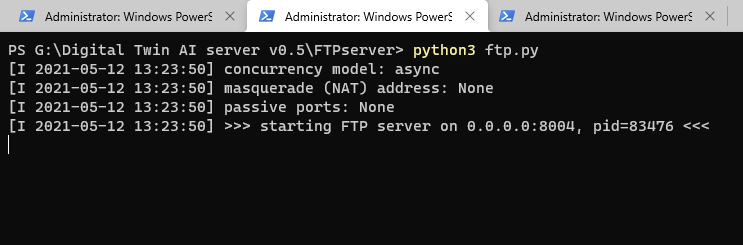 Administrator: Windows PowerS Administrator: Windows PowerS Administrator: Windows PowerS
PS G:\Digital Twin AI server v0.5\FTPserver> python3 ftp.py
[I 2021-05-12 13:23:50] concurrency model: async
[I 2021-05-12 13:23:50] masquerade (NAT) address: None
[I 2021-05-12 13:23:50] passive ports: None
[I 2021-05-12 13:23:50] >>> starting FTP server on 0.0.0.0:8004, pid=83476 <<<